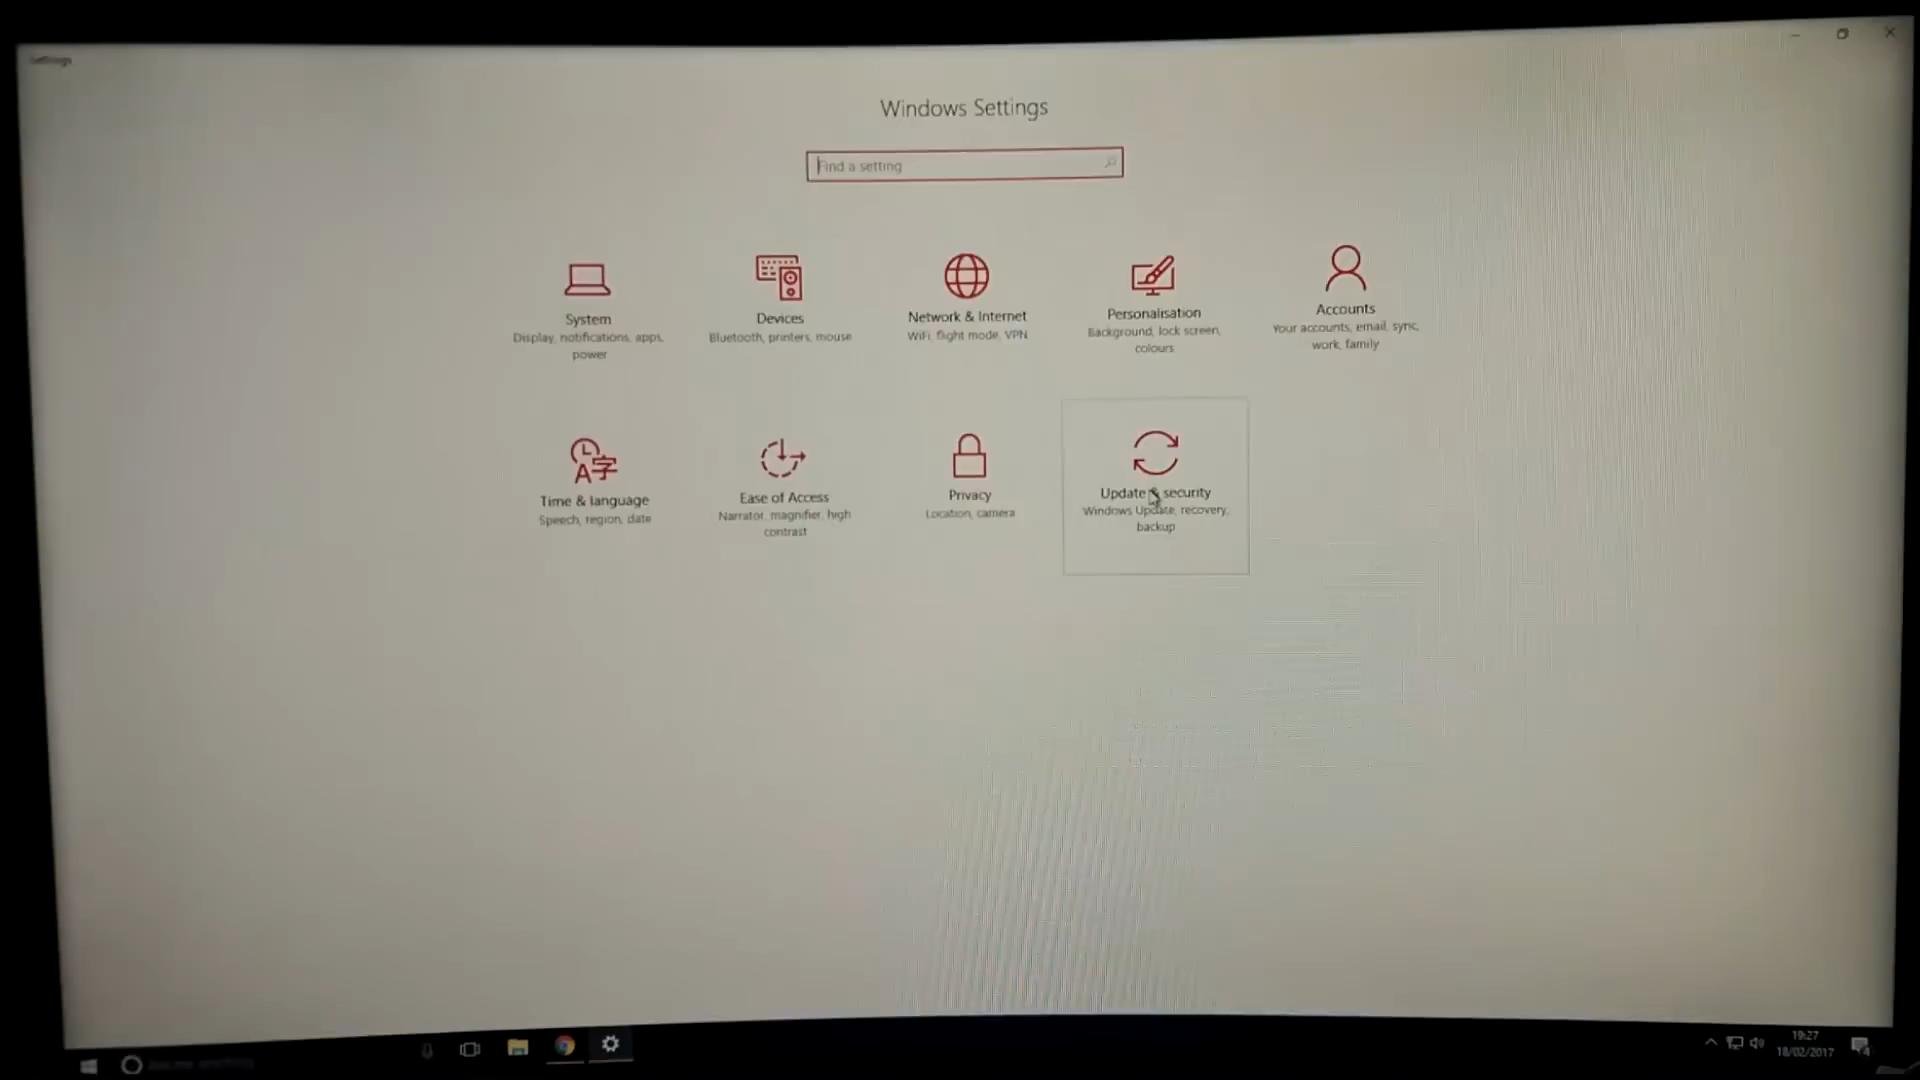 Settings
Windows Settings
Find a setting
System
Display, notifications, apps,
power
Devices
Bluetooth, printers, mouse
Network & Internet
WiFi, flight mode, VPN
Personalisation
Background, lock screen,
colours
Accounts
Your accounts, email, sync,
work, family
Time & language
Speech, region, date
Ease of Access
Narrator, magnifier, high
contrast
Privacy
Location, camera
Update & security
Windows Update, recovery,
backup
19:27
18/02/2017
4